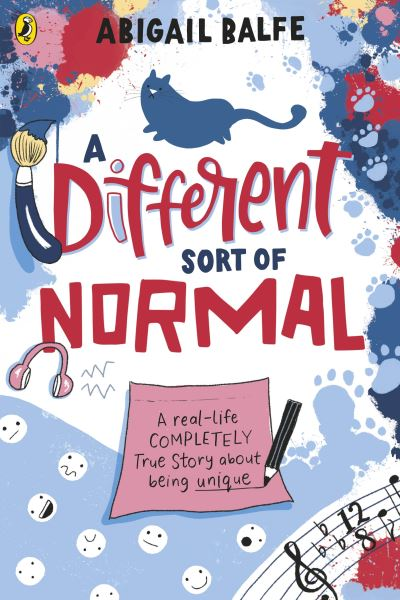 ABIGAIL BALFE
A
Different
SORT OF
NORMAL
A real-life
COMPLETELY
True Story about
being unique
12
8